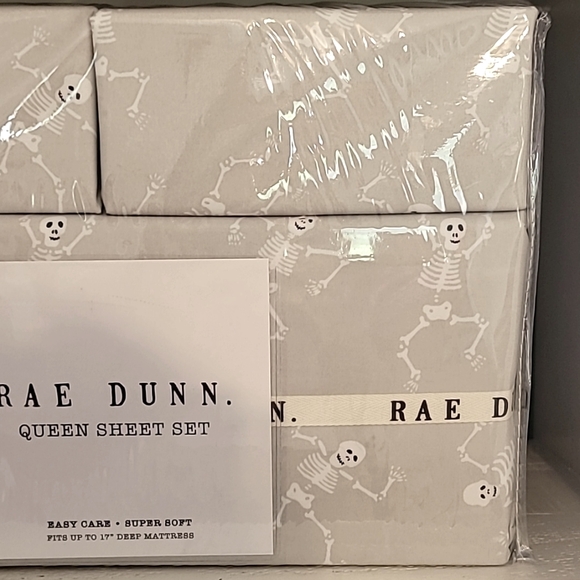 RAE DUNN.
QUEEN SHEET SET
EASY CARE • SUPER SOFT
FITS UP TO 17" DEEP MATTRESS
N. RAE D